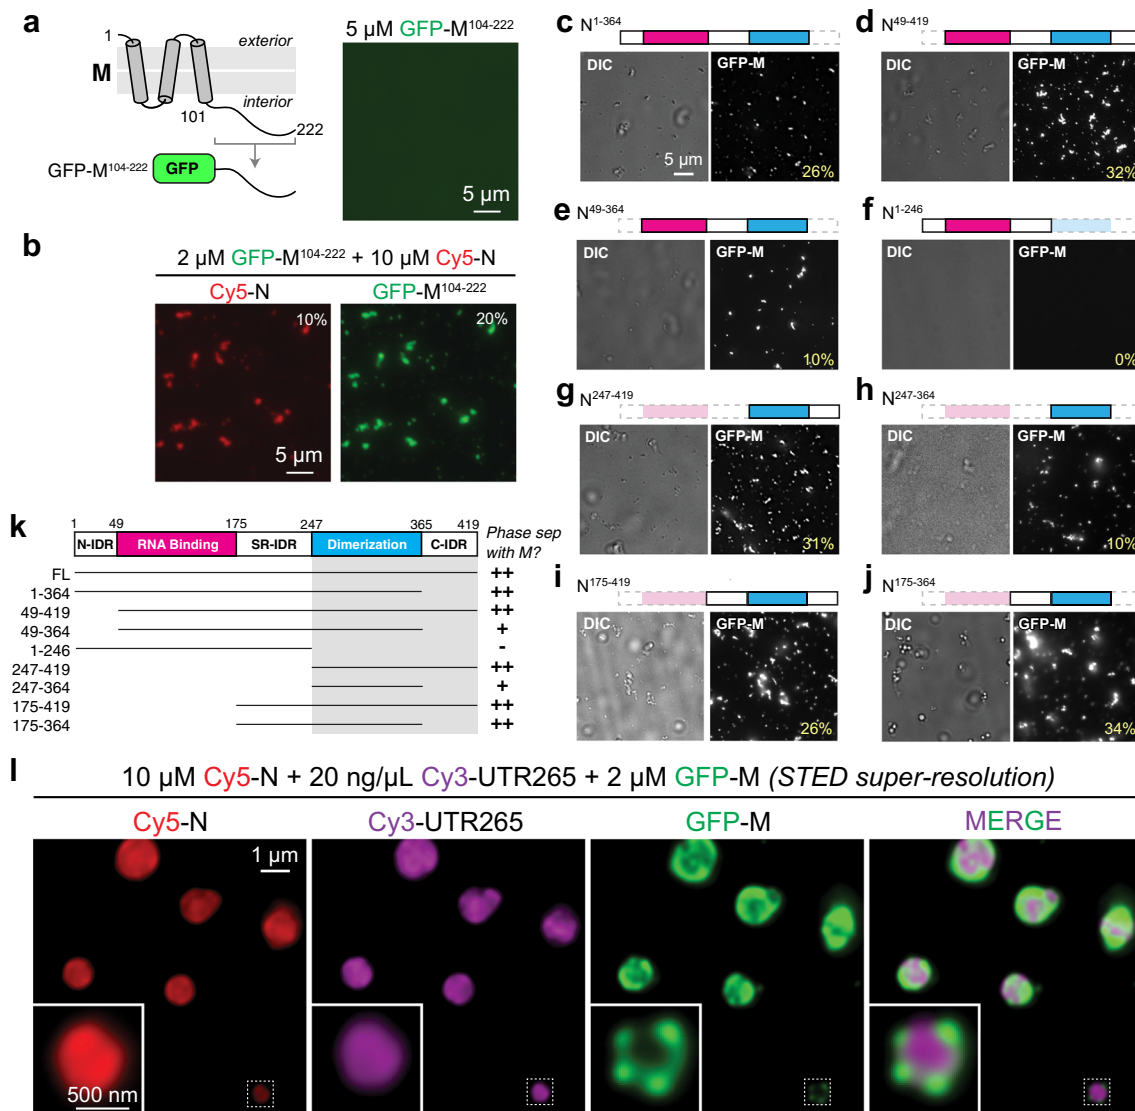 a
1
exterior
M
interior
101
222
GFP-M104-222
GFP
5 µM GFP-M104-222
5 µm
b
2 µM GFP-M104-222 + 10 µM Cy5-N
Cy5-N
GFP-M104-222
10%
20%
5 µm
c
N1-364
DIC
GFP-M
5 µm
26%
d
N49-419
DIC
GFP-M
32%
e
N49-364
DIC
GFP-M
10%
f
N1-246
DIC
GFP-M
0%
g
N247-419
DIC
GFP-M
31%
h
N247-364
DIC
GFP-M
10%
i
N175-419
DIC
GFP-M
26%
j
N175-364
DIC
GFP-M
34%
k
1 49 175 247 365 419
N-IDR RNA Binding SR-IDR Dimerization C-IDR
Phase sep
with M?
FL ++
1-364 ++
49-419 ++
49-364 +
1-246 -
247-419 ++
247-364 +
175-419 ++
175-364 ++
l
10 µM Cy5-N + 20 ng/µL Cy3-UTR265 + 2 µM GFP-M (STED super-resolution)
Cy5-N Cy3-UTR265 GFP-M MERGE
1 µm
500 nm